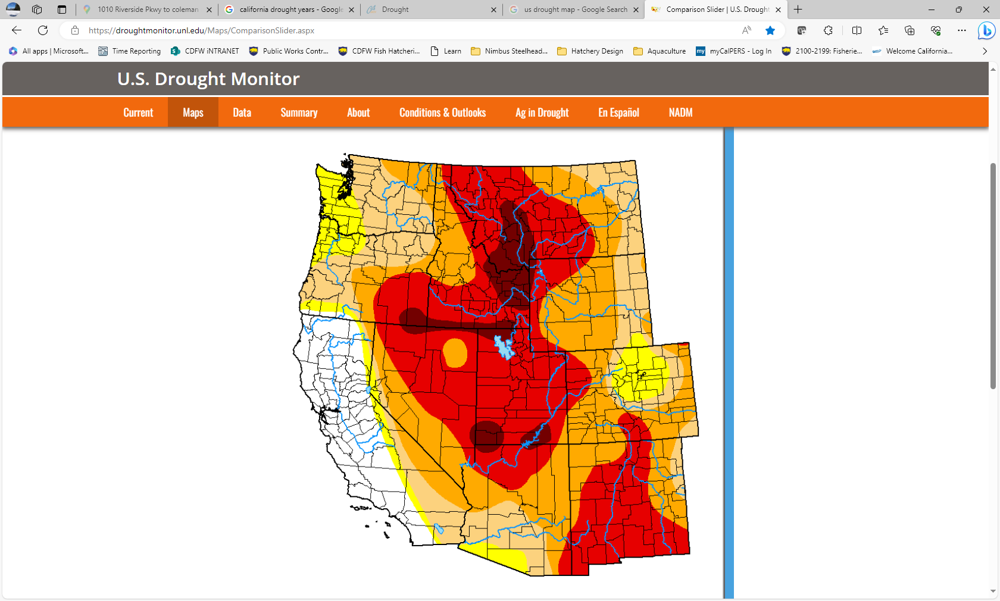 1010 Riverside Pkwy to coleman
california drought years - Google
Drought
us drought map - Google Search
Comparison Slider | U.S. Drought
https://droughtmonitor.unl.edu/Maps/ComparisonSlider.aspx
All apps | Microsoft...
Time Reporting
CDFW iNTRANET
Public Works Contr...
CDFW Fish Hatcheri...
Learn
Nimbus Steelhead...
Hatchery Design
Aquaculture
my
myCalPERS - Log In
2100-2199: Fisherie...
Welcome California...
U.S. Drought Monitor
Current
Maps
Data
Summary
About
Conditions & Outlooks
Ag in Drought
En Español
NADM